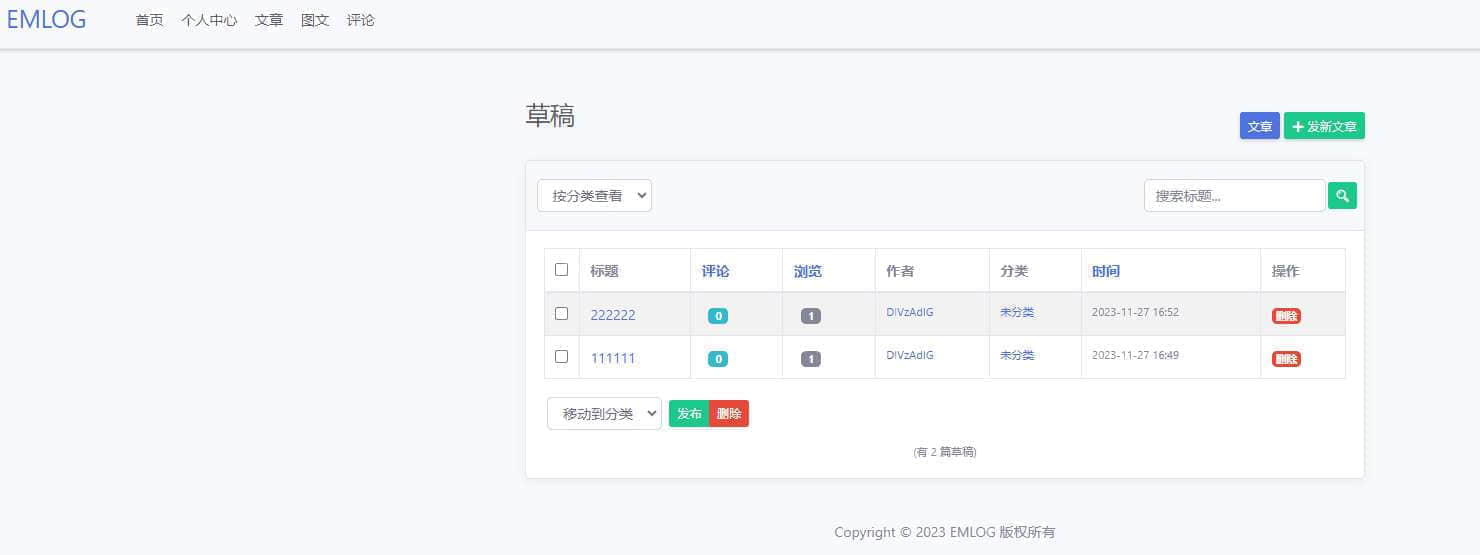 EMLOG 首页 个人中心 文章 图文 评论
草稿
文章 发新文章
按分类查看 搜索标题...
标题 评论 浏览 作者 分类 时间 操作
222222 0 1 DIVzAdIG 未分类 2023-11-27 16:52 删除
111111 0 1 DIVzAdIG 未分类 2023-11-27 16:49 删除
移动到分类 发布 删除
(有 2 篇草稿)
Copyright © 2023 EMLOG 版权所有